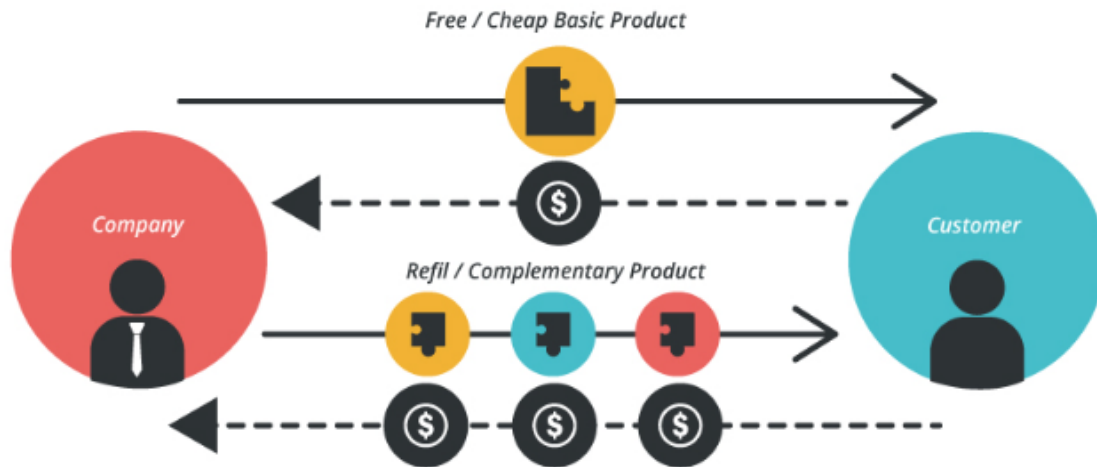 Free / Cheap Basic Product
$
Company
Customer
Refil / Complementary Product
$ $ $